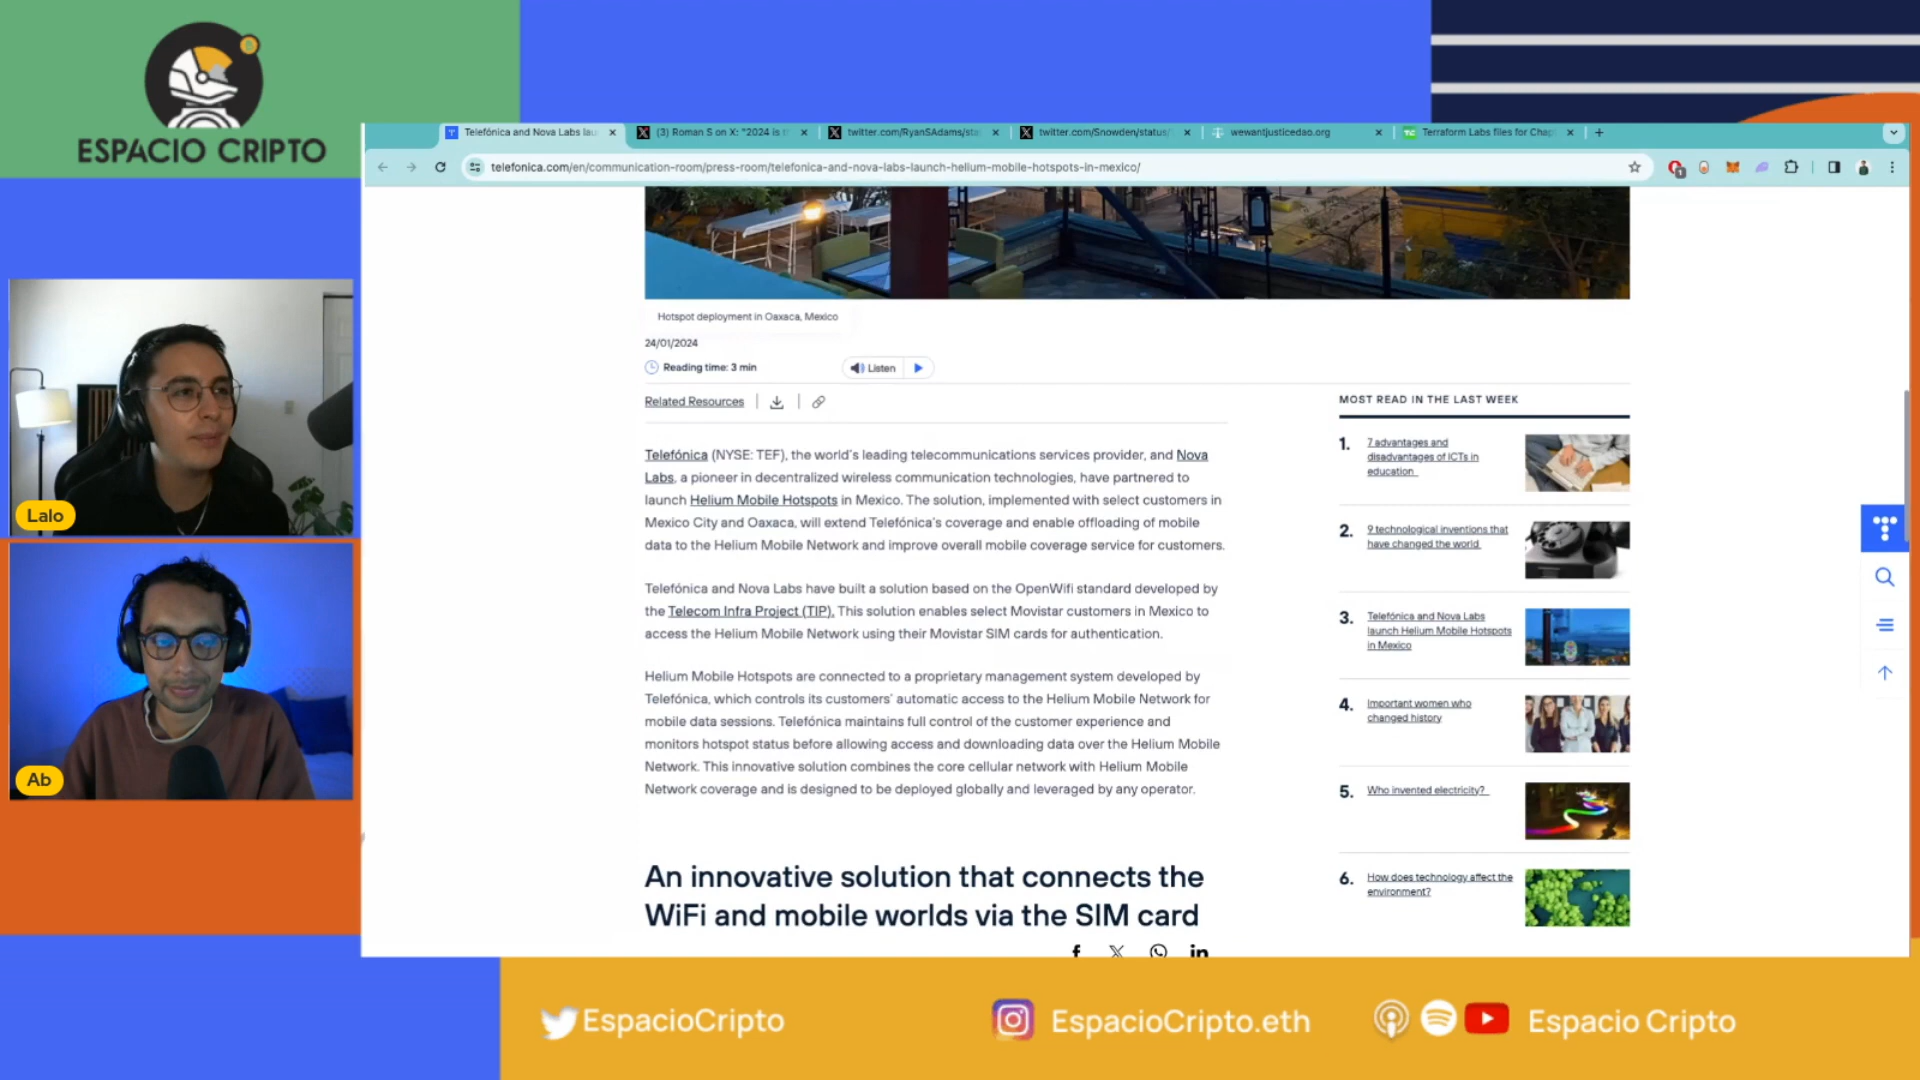 ESPACIO CRIPTO
Telefónica and Nova Labs lau
(3) Roman S on X: "2024 is t
twitter.com/RyanSAdams/sta
twitter.com/Snowden/status/
wewantjusticedao.org
Terraform Labs files for Chap
telefonica.com/en/communication-room/press-room/telefonica-and-nova-labs-launch-helium-mobile-hotspots-in-mexico/
Hotspot deployment in Oaxaca, Mexico
24/01/2024
Reading time: 3 min
Listen
Related Resources
Telefónica (NYSE: TEF), the world's leading telecommunications services provider, and Nova
Labs, a pioneer in decentralized wireless communication technologies, have partnered to
launch Helium Mobile Hotspots in Mexico. The solution, implemented with select customers in
Mexico City and Oaxaca, will extend Telefónica's coverage and enable offloading of mobile
data to the Helium Mobile Network and improve overall mobile coverage service for customers.
Telefónica and Nova Labs have built a solution based on the OpenWifi standard developed by
the Telecom Infra Project (TIP). This solution enables select Movistar customers in Mexico to
access the Helium Mobile Network using their Movistar SIM cards for authentication.
Helium Mobile Hotspots are connected to a proprietary management system developed by
Telefónica, which controls its customers' automatic access to the Helium Mobile Network for
mobile data sessions. Telefónica maintains full control of the customer experience and
monitors hotspot status before allowing access and downloading data over the Helium Mobile
Network. This innovative solution combines the core cellular network with Helium Mobile
Network coverage and is designed to be deployed globally and leveraged by any operator.
An innovative solution that connects the
WiFi and mobile worlds via the SIM card
MOST READ IN THE LAST WEEK
1. 7 advantages and
disadvantages of ICTs in
education
2. 9 technological inventions that
have changed the world
3. Telefónica and Nova Labs
launch Helium Mobile Hotspots
in Mexico
4. Important women who
changed history
5. Who invented electricity?
6. How does technology affect the
environment?
Lalo
Ab
EspacioCripto
EspacioCripto.eth
Espacio Cripto